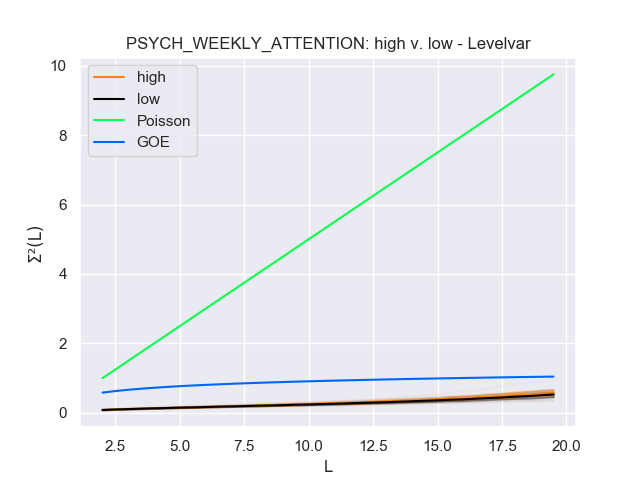 PSYCH_WEEKLY_ATTENTION: high v. low - Levelvar
high
low
Poisson
GOE
Σ²(L)
10
8
6
4
2
0
2.5 5.0 7.5 10.0 12.5 15.0 17.5 20.0
L